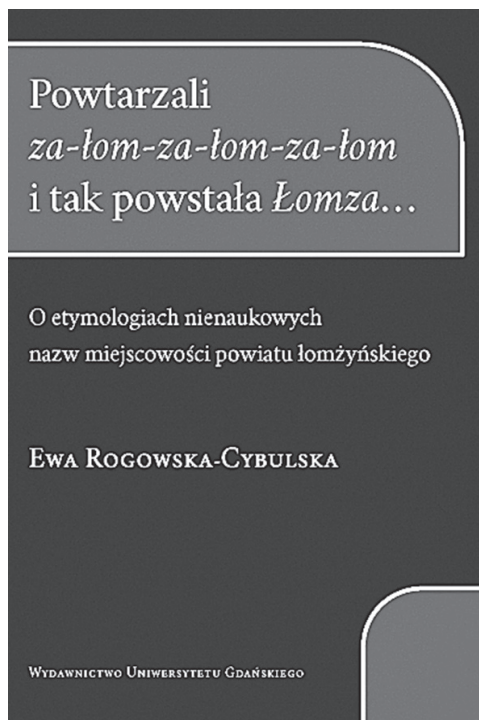 Powtarzali
za-łom-za-łom-za-łom
i tak powstała Łomza...
O etymologiach nienaukowych
nazw miejscowości powiatu łomżyńskiego
Ewa Rogowska-Cybulska
Wydawnictwo Uniwersytetu Gdańskiego